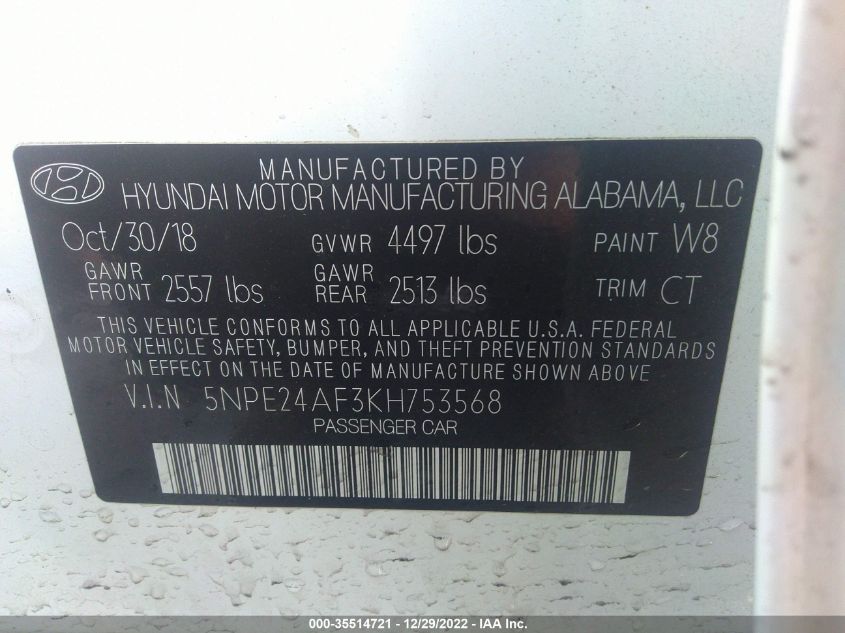 MANUFACTURED BY
HYUNDAI MOTOR MANUFACTURING ALABAMA, LLC
Oct/30/18 GVWR 4497 lbs PAINT W8
GAWR FRONT 2557 lbs GAWR REAR 2513 lbs TRIM CT
THIS VEHICLE CONFORMS TO ALL APPLICABLE U.S.A. FEDERAL
MOTOR VEHICLE SAFETY, BUMPER, AND THEFT PREVENTION STANDARDS
IN EFFECT ON THE DATE OF MANUFACTURE SHOWN ABOVE
V.I.N 5NPE24AF3KH753568
PASSENGER CAR
000-35514721 - 12/29/2022 - IAA Inc.